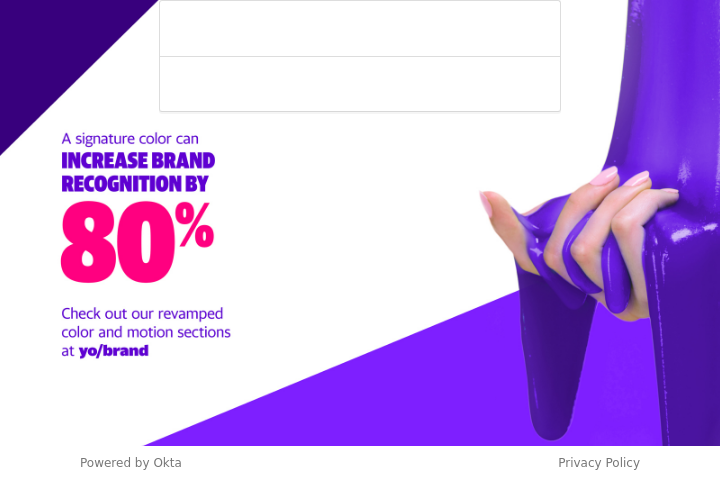 A signature color can
INCREASE BRAND
RECOGNITION BY
80%
Check out our revamped
color and motion sections
at yo/brand
Powered by Okta
Privacy Policy